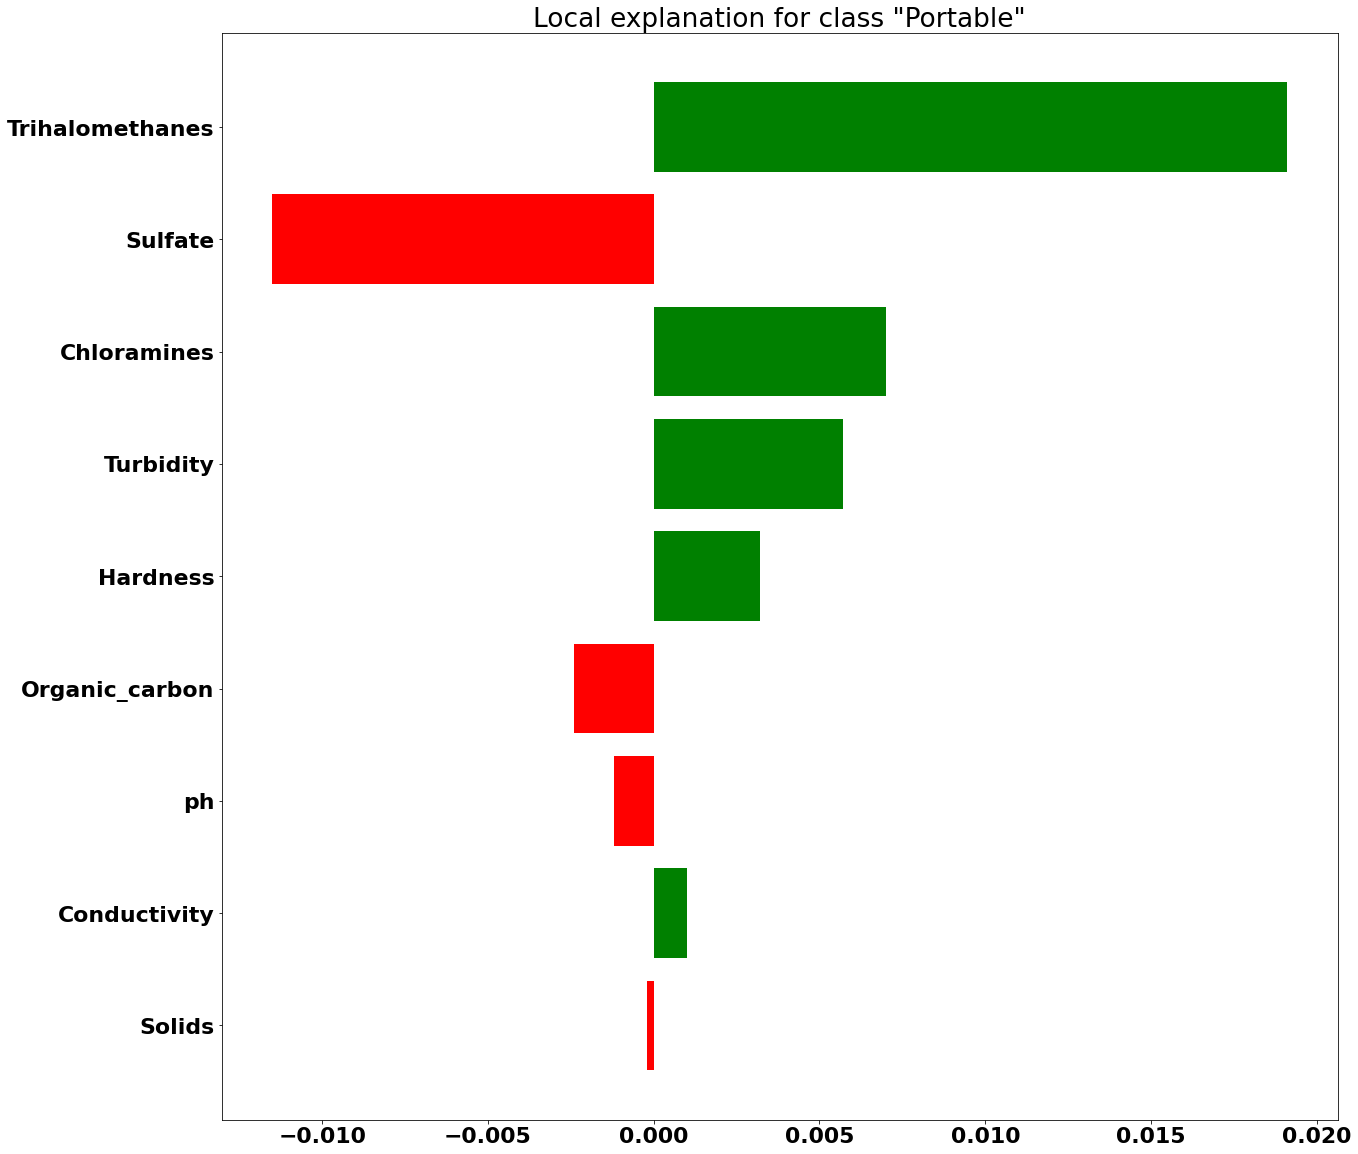 Local explanation for class "Portable"
Trihalomethanes
Sulfate
Chloramines
Turbidity
Hardness
Organic_carbon
ph
Conductivity
Solids
−0.010 −0.005 0.000 0.005 0.010 0.015 0.020